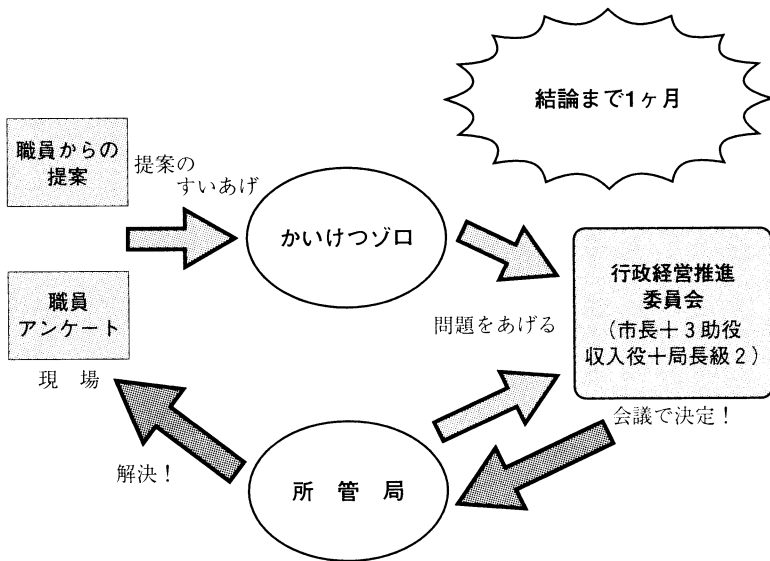 結論まで1ヶ月
職員からの
提案
提案の
すいあげ
かいけつゾロ
職員
アンケート
現 場
問題をあげる
行政経営推進
委員会
（市長＋３助役
収入役＋局長級２）
会議で決定！
解決！
所 管 局